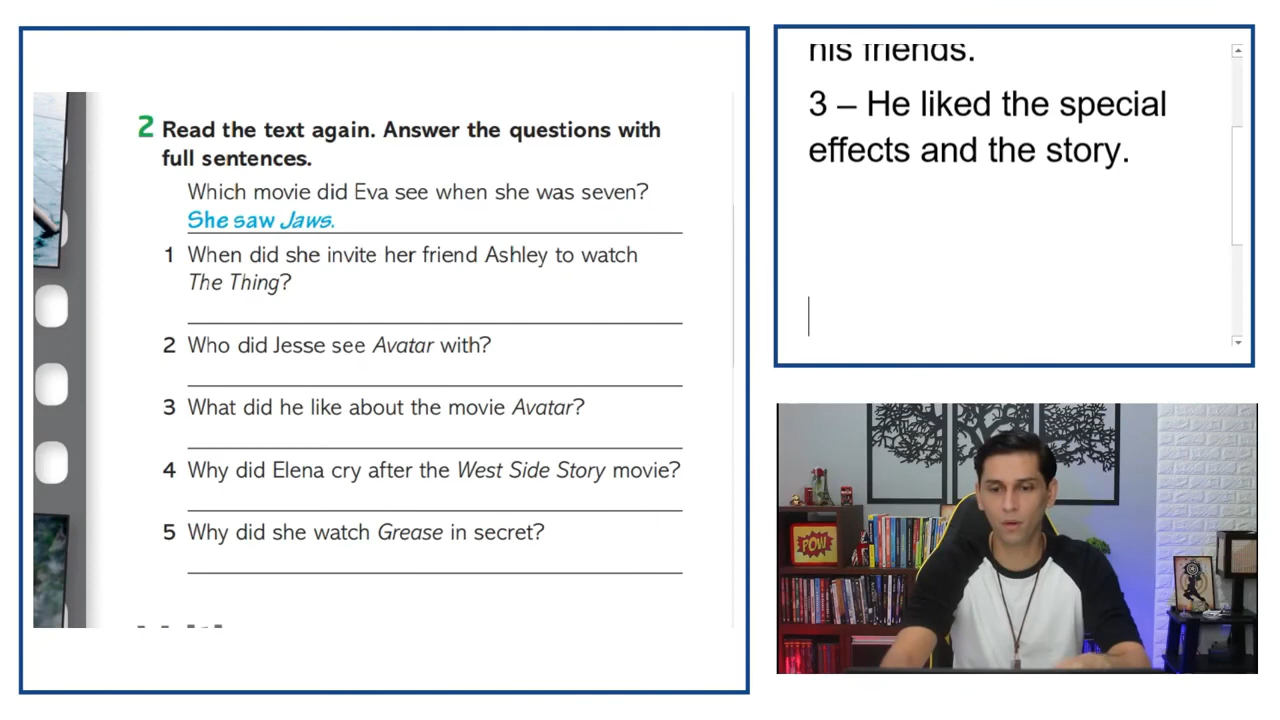 2 Read the text again. Answer the questions with
full sentences.
Which movie did Eva see when she was seven?
She saw Jaws.
1 When did she invite her friend Ashley to watch
The Thing?
2 Who did Jesse see Avatar with?
3 What did he like about the movie Avatar?
4 Why did Elena cry after the West Side Story movie?
5 Why did she watch Grease in secret?
his friends.
3 – He liked the special
effects and the story.
POW